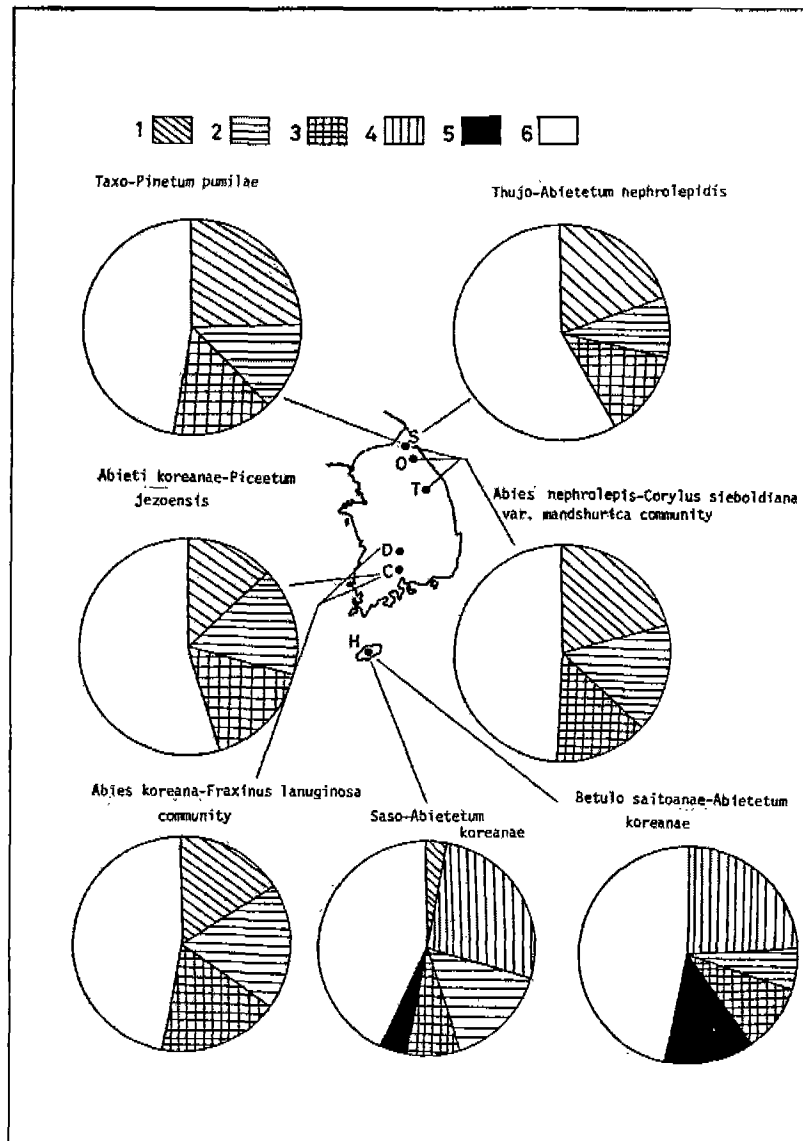 1 2 3 4 5 6
Taxo-Pinetum pumilae
Thujo-Abietetum nephrolepidis
S
O
T
Abieti koreanae-Piceetum
jezoensis
Abies nephrolepis-Corylus sieboldiana
var. mandshurica community
D
C
H
Abies koreana-Fraxinus lanuginosa
community
Saso-Abietetum
koreanae
Betulo saitoanae-Abietetum
koreanae